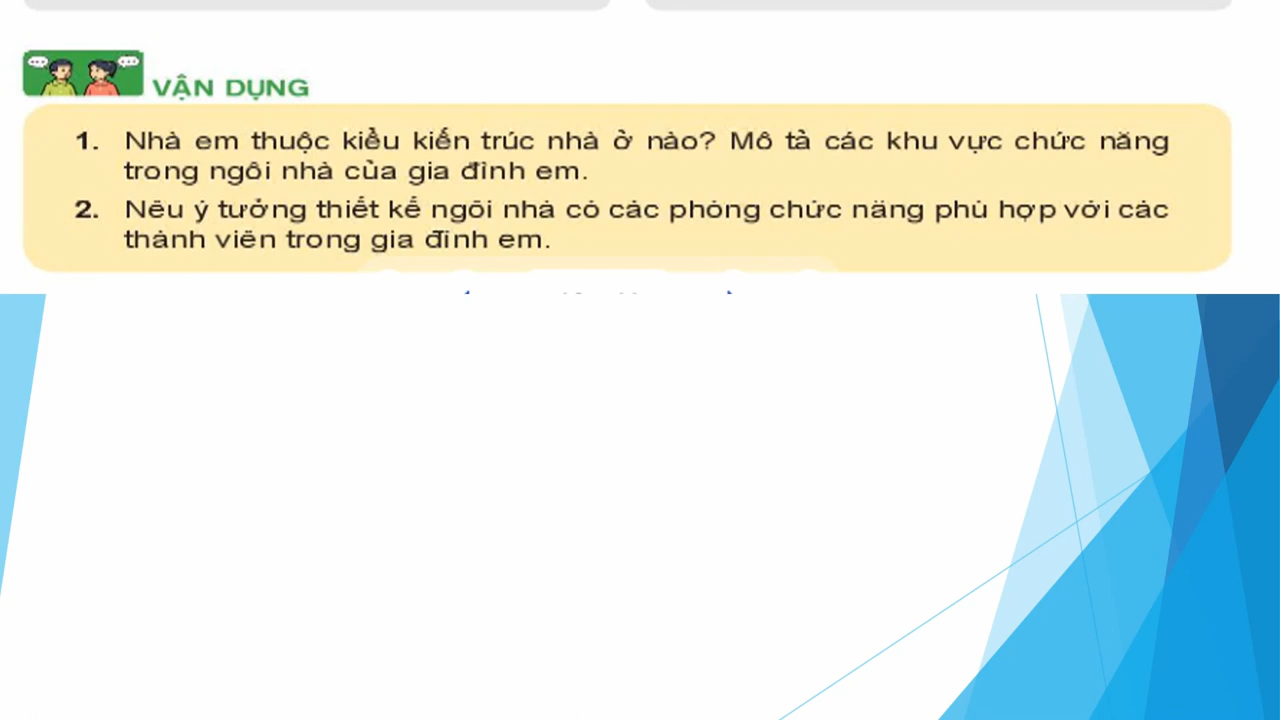 VẬN DỤNG
1. Nhà em thuộc kiểu kiến trúc nhà ở nào? Mô tả các khu vực chức năng
trong ngôi nhà của gia đình em.
2. Nêu ý tưởng thiết kế ngôi nhà có các phòng chức năng phù hợp với các
thành viên trong gia đình em.